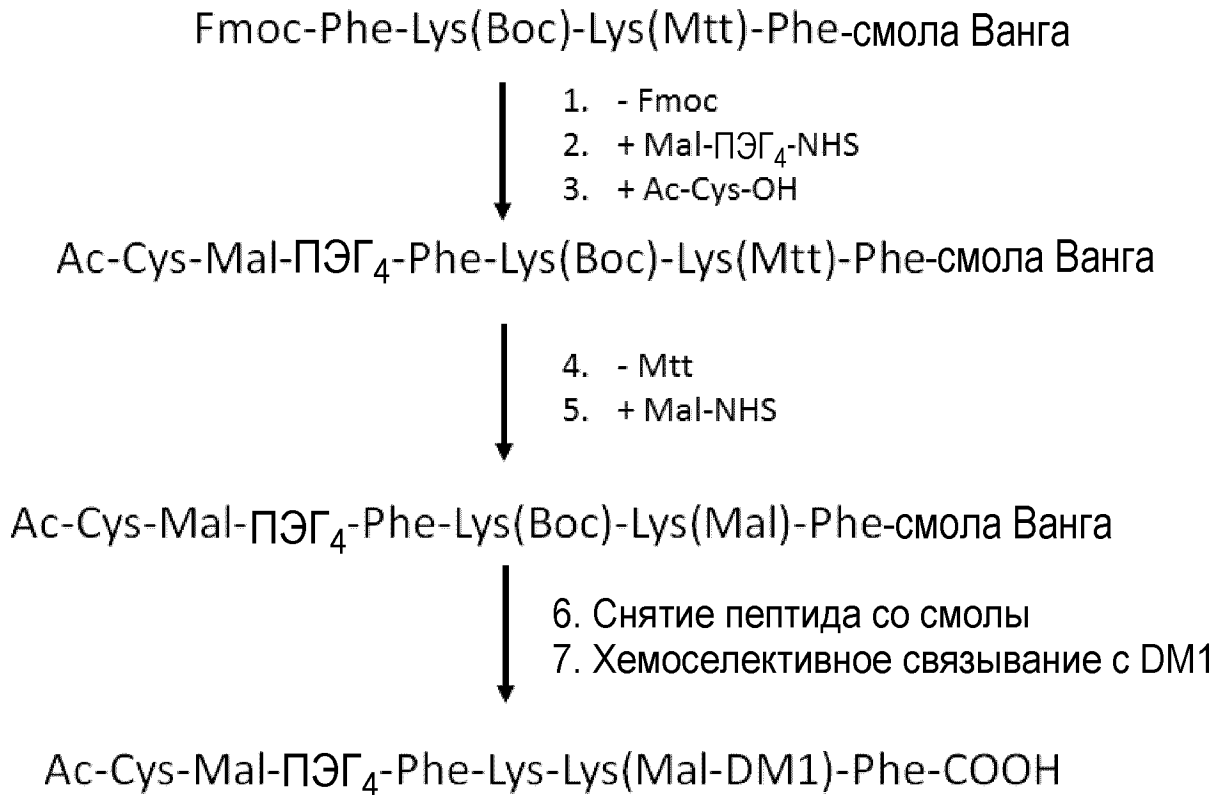 Fmoc-Phe-Lys(Boc)-Lys(Mtt)-Phe-смола Ванга
1. - Fmoc
2. + Mal-ПЭГ₄-NHS
3. + Ac-Cys-OH
Ac-Cys-Mal-ПЭГ₄-Phe-Lys(Boc)-Lys(Mtt)-Phe-смола Ванга
4. - Mtt
5. + Mal-NHS
Ac-Cys-Mal-ПЭГ₄-Phe-Lys(Boc)-Lys(Mal)-Phe-смола Ванга
6. Снятие пептида со смолы
7. Хемоселективное связывание с DM1
Ac-Cys-Mal-ПЭГ₄-Phe-Lys-Lys(Mal-DM1)-Phe-COOH